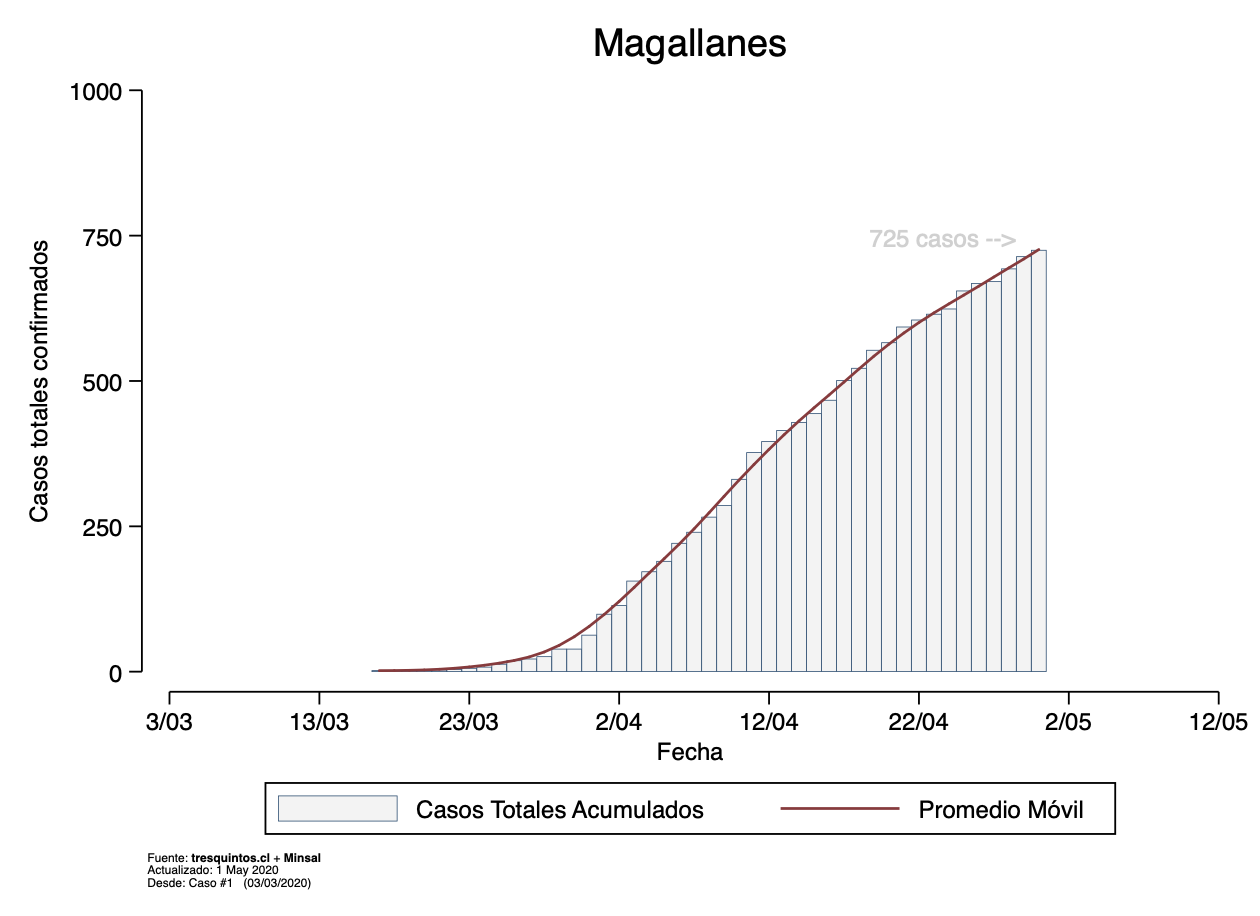 Magallanes
1000
750
500
250
0
Casos totales confirmados
725 casos -->
3/03 13/03 23/03 2/04 12/04 22/04 2/05 12/05
Fecha
Casos Totales Acumulados Promedio Móvil
Fuente: tresquintos.cl + Minsal
Actualizado: 1 May 2020
Desde: Caso #1 (03/03/2020)